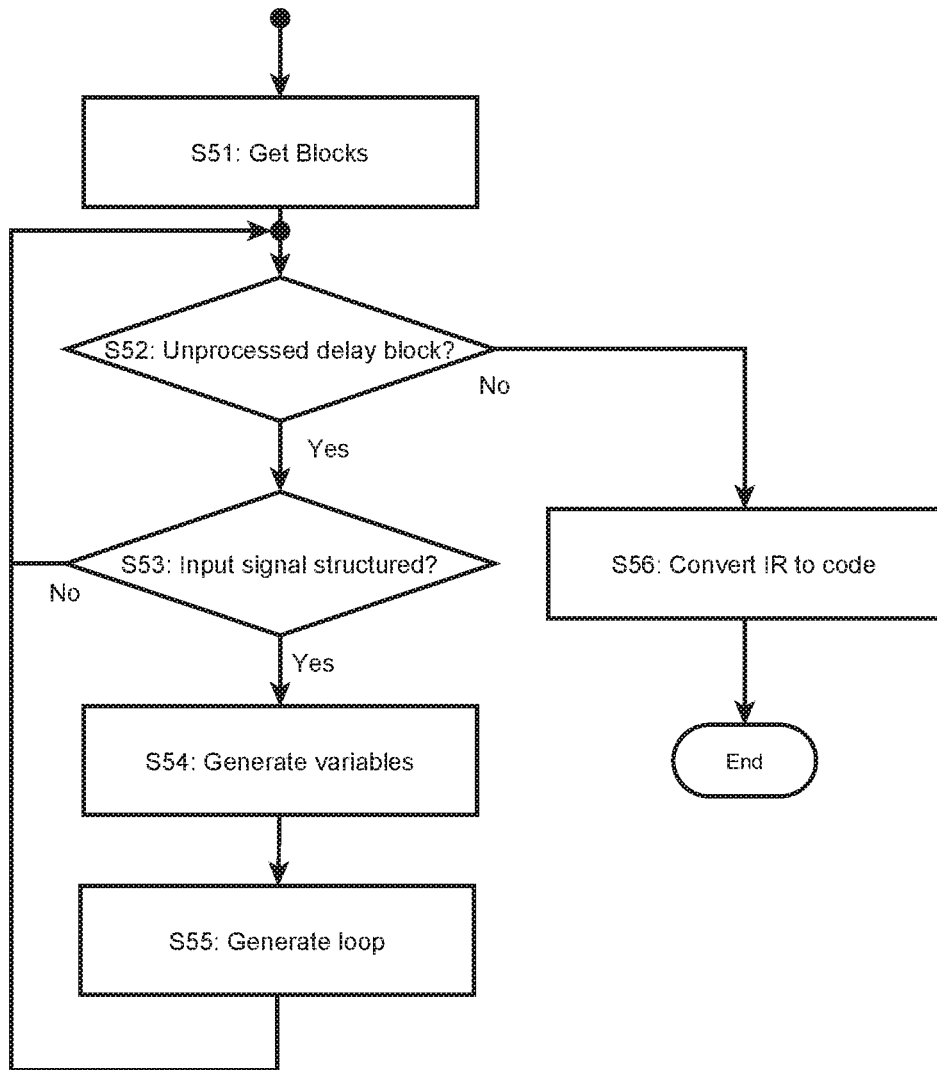 S51: Get Blocks
S52: Unprocessed delay block?
No
Yes
S53: Input signal structured?
No
S56: Convert IR to code
Yes
S54: Generate variables
End
S55: Generate loop